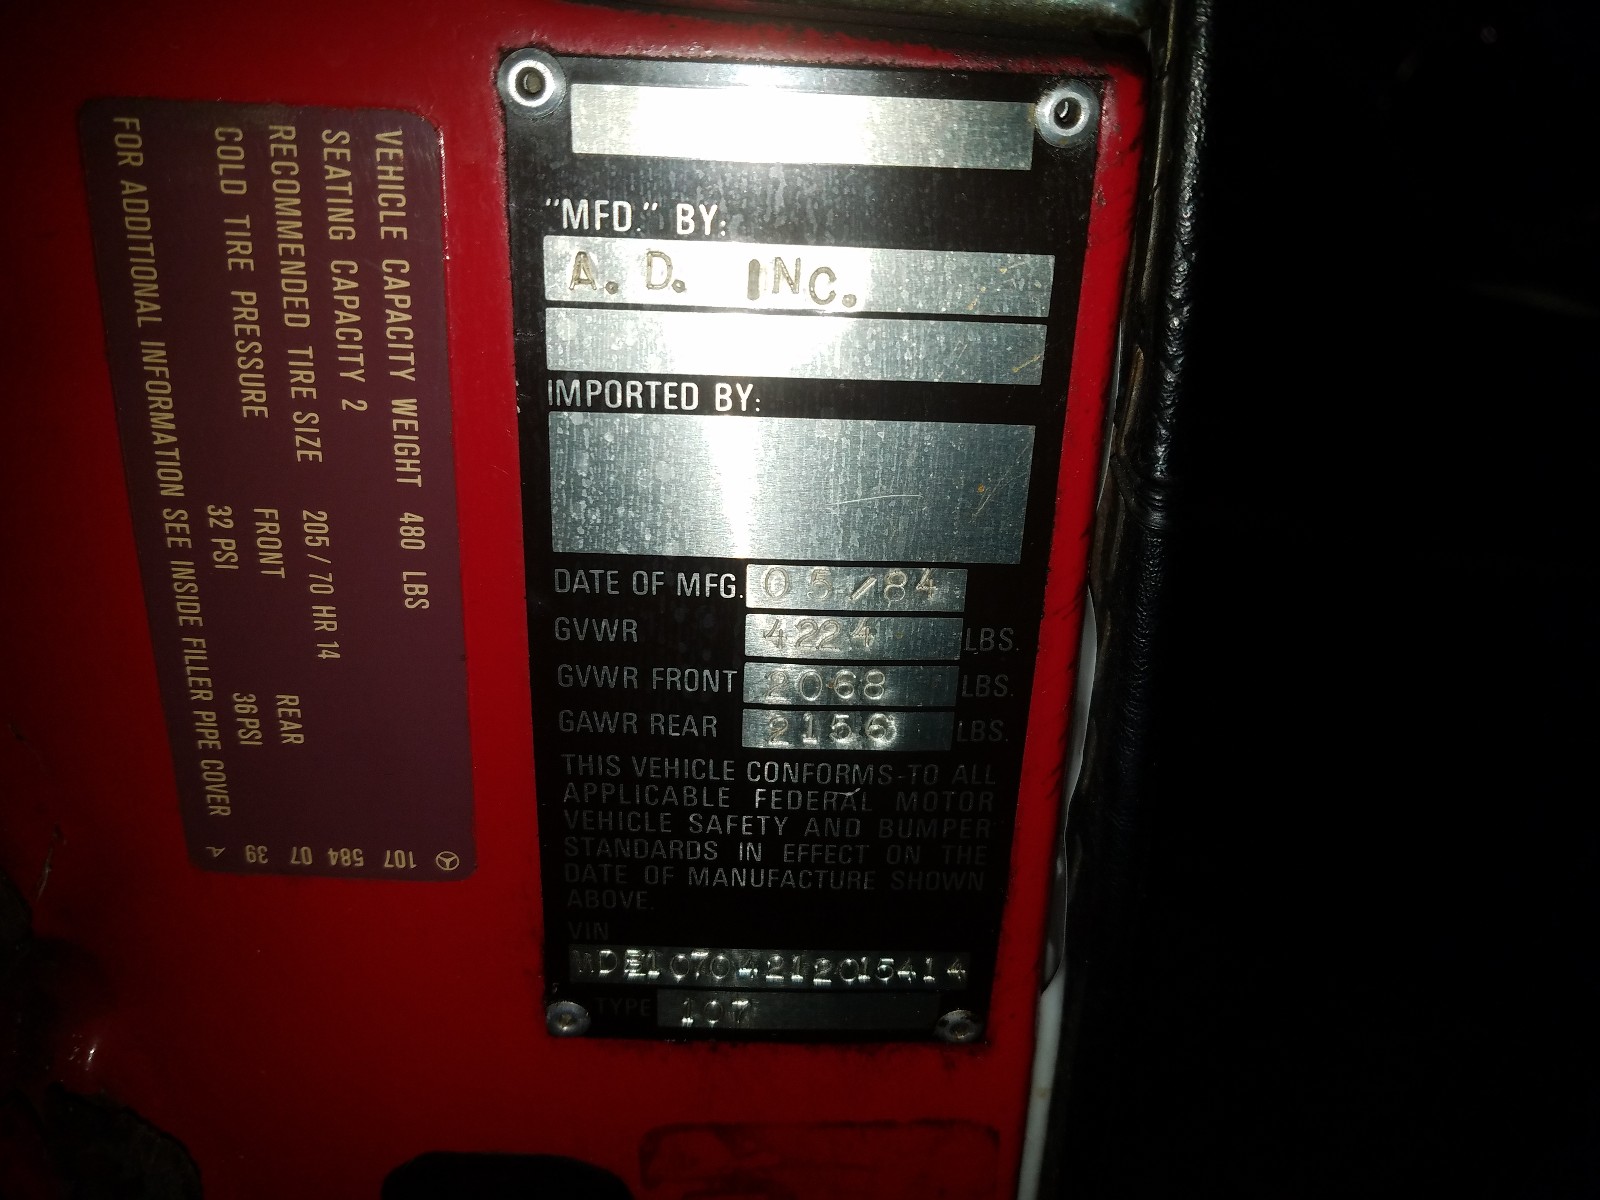 VEHICLE CAPACITY WEIGHT 480 LBS
SEATING CAPACITY 2
RECOMMENDED TIRE SIZE 205 / 70 HR 14
COLD TIRE PRESSURE FRONT REAR
32 PSI 36 PSI
FOR ADDITIONAL INFORMATION SEE INSIDE FILLER PIPE COVER
107 584 07 39 A
"MFD." BY:
A. D. INC.
IMPORTED BY:
DATE OF MFG. 05/84
GVWR 4224 LBS.
GVWR FRONT 2068 LBS.
GAWR REAR 2156 LBS.
THIS VEHICLE CONFORMS TO ALL
APPLICABLE FEDERAL MOTOR
VEHICLE SAFETY AND BUMPER
STANDARDS IN EFFECT ON THE
DATE OF MANUFACTURE SHOWN
ABOVE.
VIN
WDB10704212015414
TYPE 107